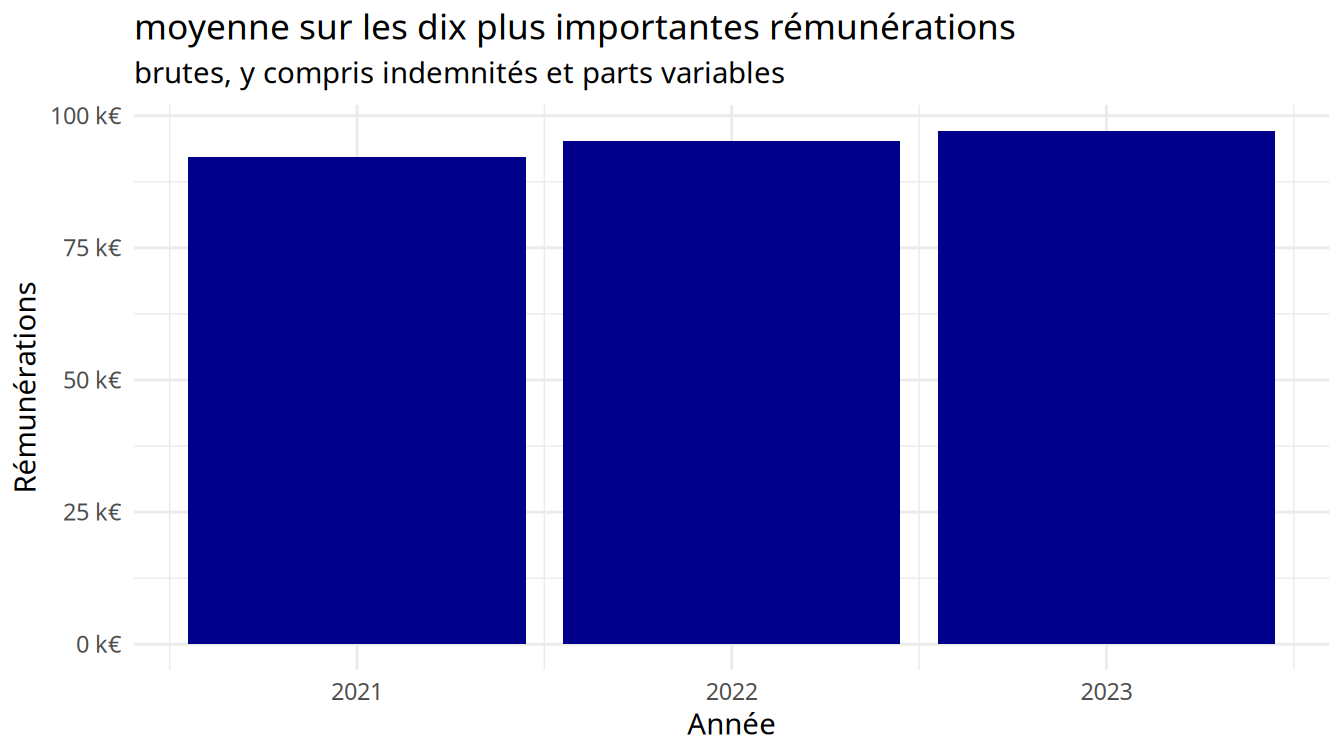 moyenne sur les dix plus importantes rémunérations
brutes, y compris indemnités et parts variables
100 k€
75 k€
50 k€
25 k€
0 k€
Rémunérations
2021
2022
2023
Année